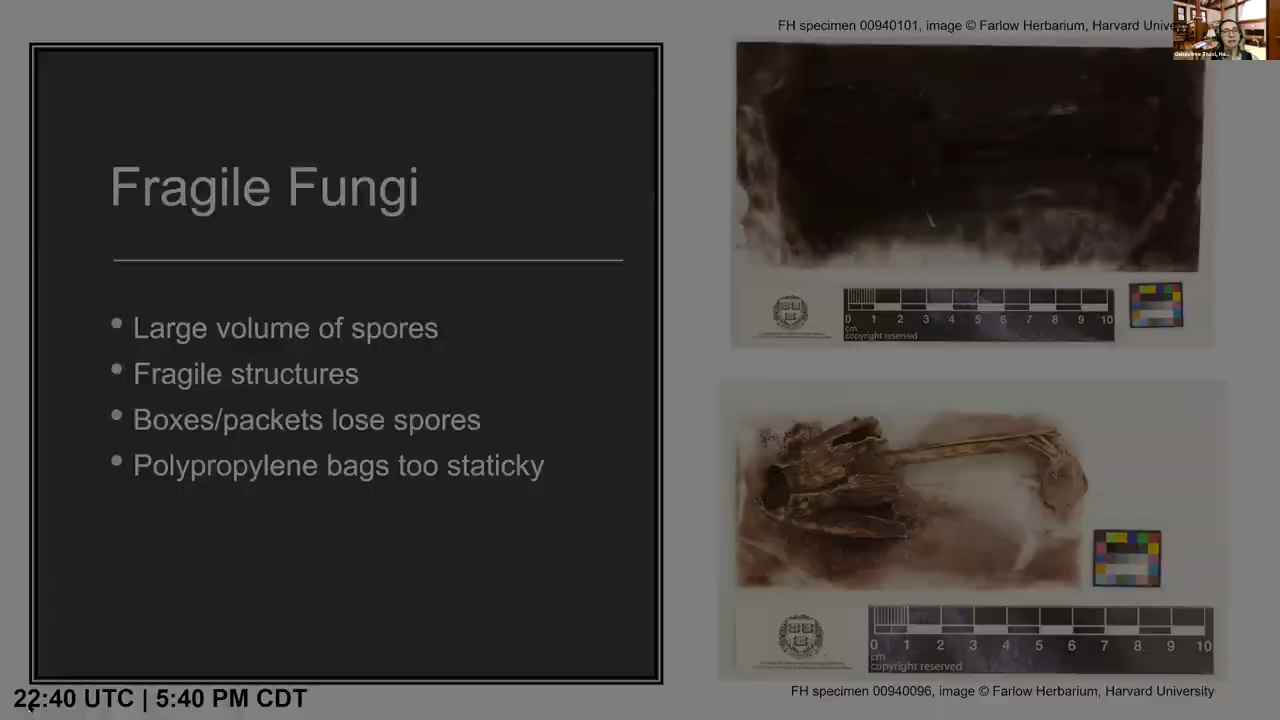 FH specimen 00940101, image © Farlow Herbarium, Harvard
Fragile Fungi
• Large volume of spores
• Fragile structures
• Boxes/packets lose spores
• Polypropylene bags too staticky
0 1 2 3 4 5 6 7 8 9 10
cm
copyright reserved
0 1 2 3 4 5 6 7 8 9 10
cm
copyright reserved
FH specimen 00940096, image © Farlow Herbarium, Harvard University
22:40 UTC | 5:40 PM CDT